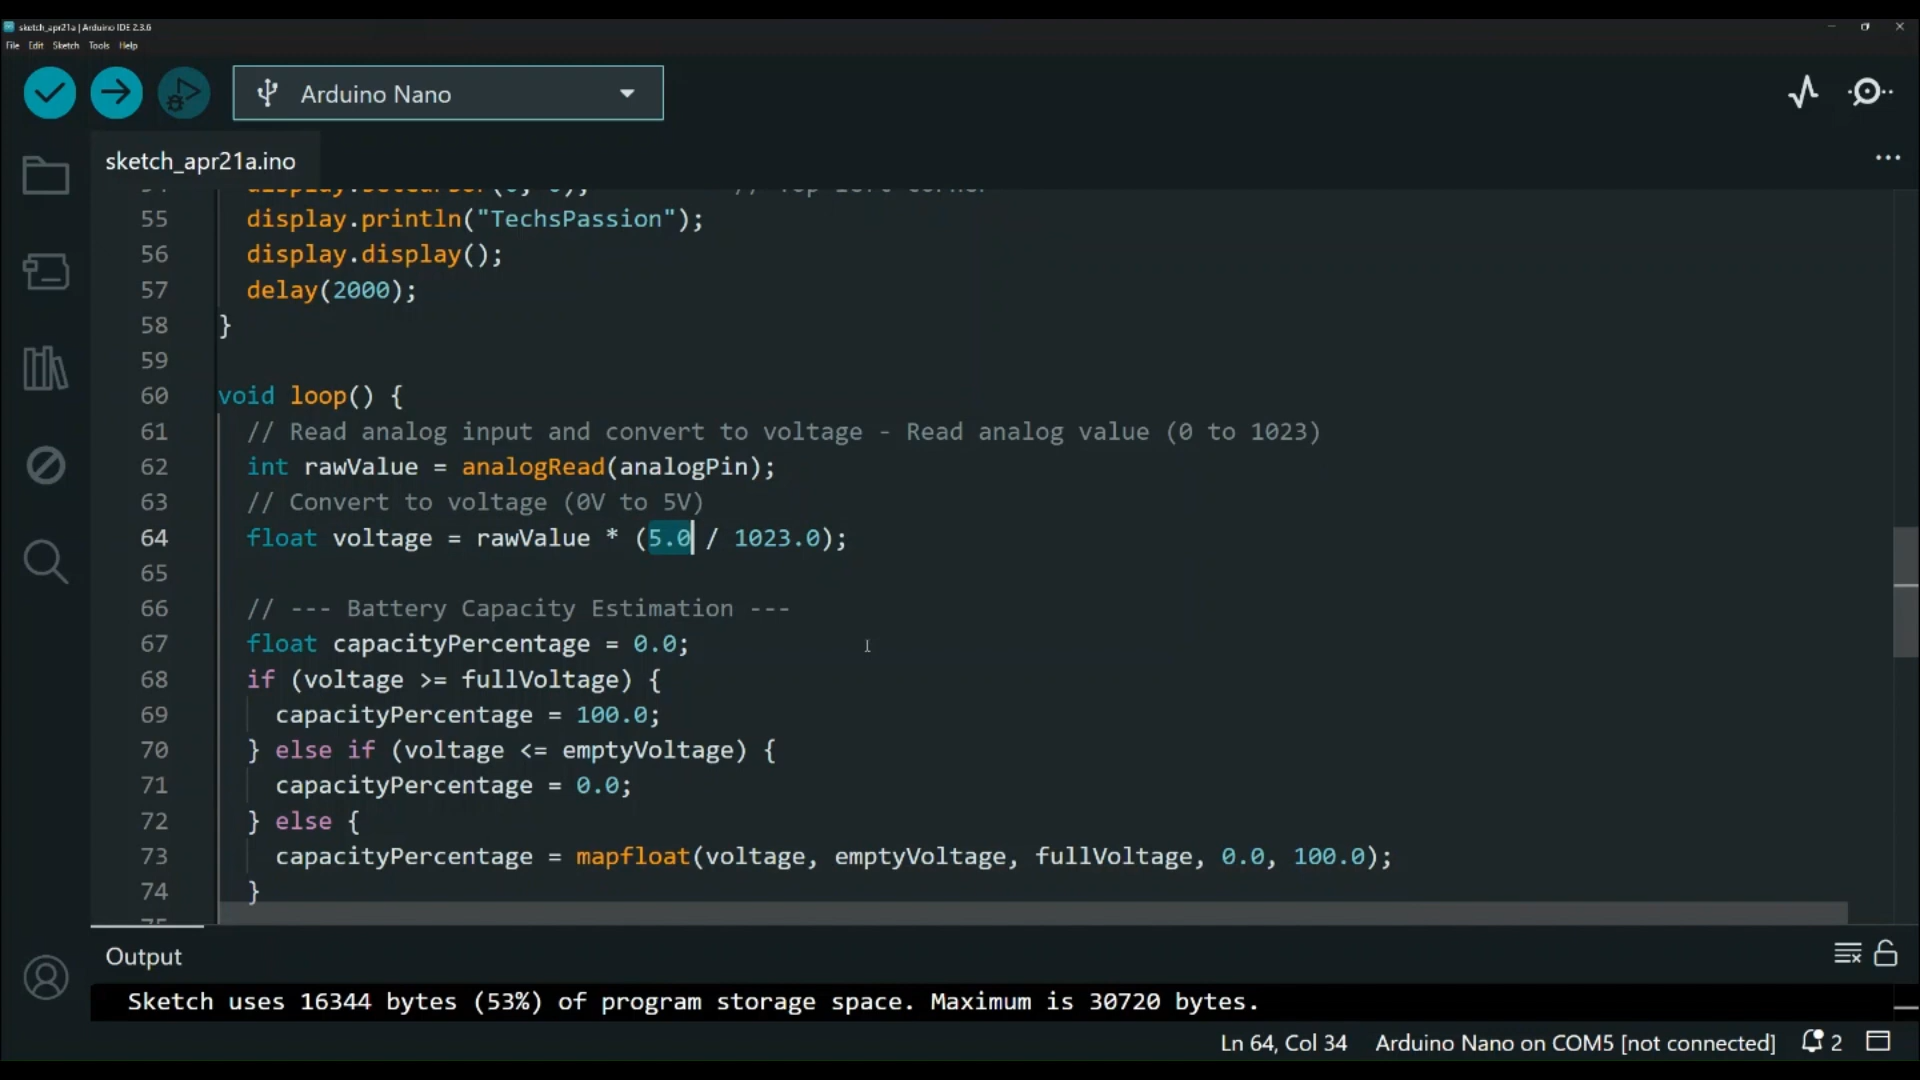 sketch_apr21a | Arduino IDE 2.3.6
File Edit Sketch Tools Help
Arduino Nano
sketch_apr21a.ino
55 display.println("TechsPassion");
56 display.display();
57 delay(2000);
58 }
59
60 void loop() {
61 // Read analog input and convert to voltage - Read analog value (0 to 1023)
62 int rawValue = analogRead(analogPin);
63 // Convert to voltage (0V to 5V)
64 float voltage = rawValue * (5.0 / 1023.0);
65
66 // --- Battery Capacity Estimation ---
67 float capacityPercentage = 0.0;
68 if (voltage >= fullVoltage) {
69 capacityPercentage = 100.0;
70 } else if (voltage <= emptyVoltage) {
71 capacityPercentage = 0.0;
72 } else {
73 capacityPercentage = mapfloat(voltage, emptyVoltage, fullVoltage, 0.0, 100.0);
74 }
Output
Sketch uses 16344 bytes (53%) of program storage space. Maximum is 30720 bytes.
Ln 64, Col 34 Arduino Nano on COM5 [not connected] 2